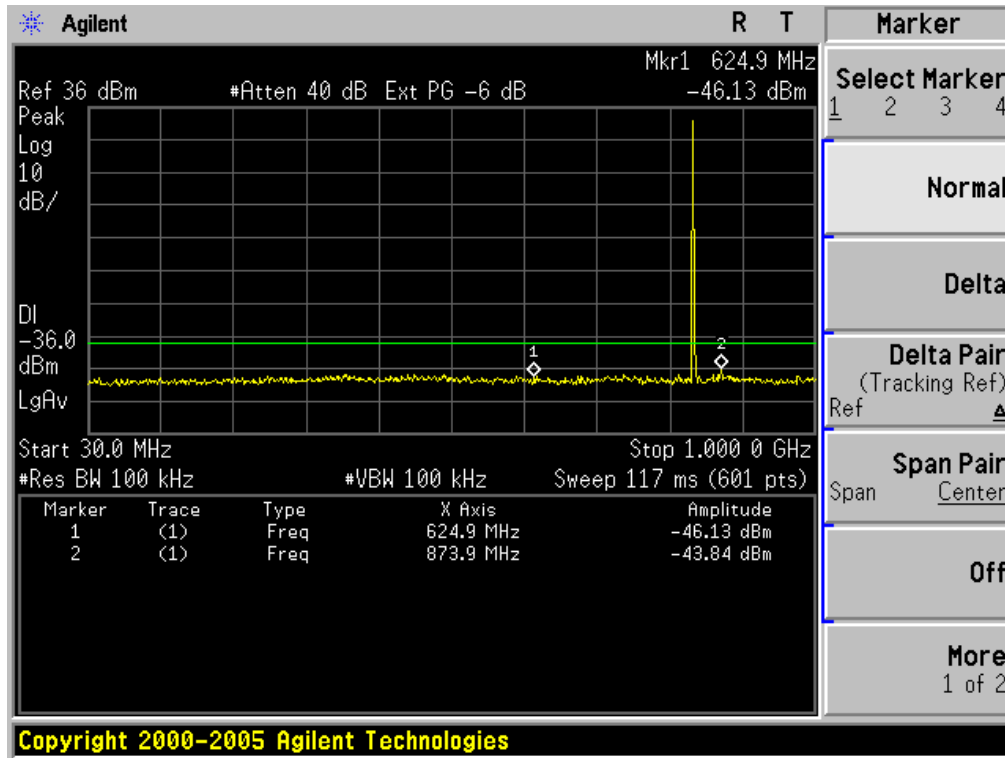 Agilent R T
Mkr1 624.9 MHz
Ref 36 dBm #Atten 40 dB Ext PG -6 dB -46.13 dBm
Peak
Log
10
dB/
DI
-36.0
dBm
LgAv
1
2
Start 30.0 MHz Stop 1.000 0 GHz
#Res BW 100 kHz #VBW 100 kHz Sweep 117 ms (601 pts)
Marker Trace Type X Axis Amplitude
1 (1) Freq 624.9 MHz -46.13 dBm
2 (1) Freq 873.9 MHz -43.84 dBm
Copyright 2000-2005 Agilent Technologies
Marker
Select Marker
1 2 3 4
Normal
Delta
Delta Pair
(Tracking Ref)
Ref Δ
Span Pair
Span Center
Off
More
1 of 2